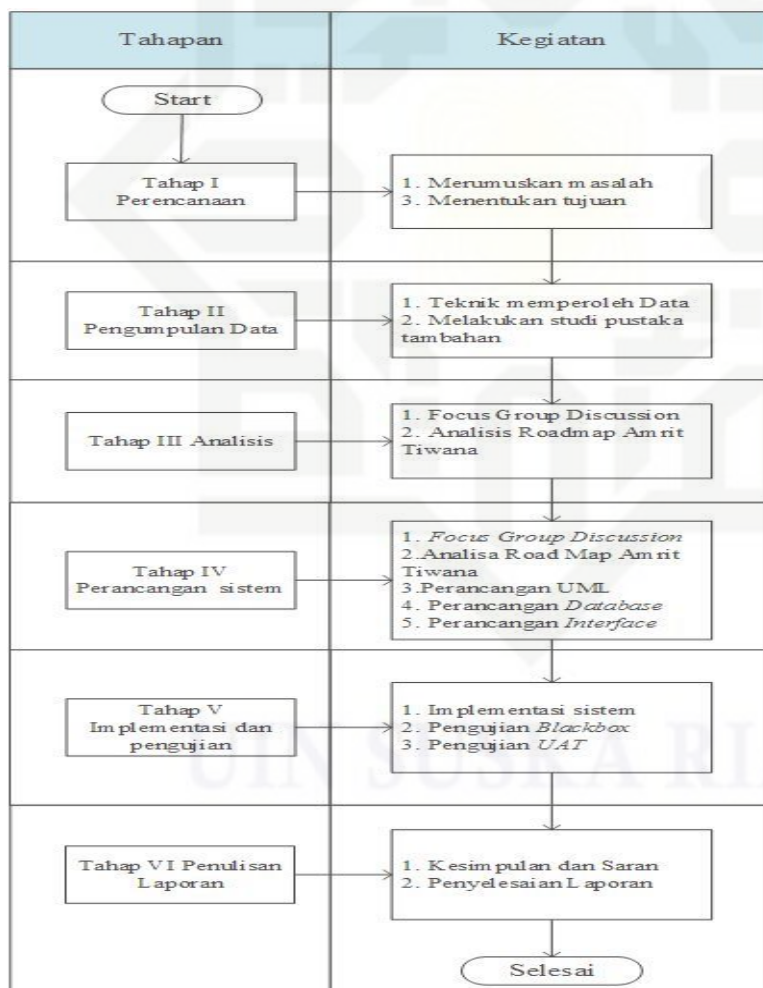 Tahapan
Kegiatan
Start
Tahap I
Perencanaan
1. Merumuskan masalah
3. Menentukan tujuan
Tahap II
Pengumpulan Data
1. Teknik memperoleh Data
2. Melakukan studi pustaka
tambahan
Tahap III Analisis
1. Focus Group Discussion
2. Analisis Roadmap Amrit
Tiwana
Tahap IV
Perancangan sistem
1. Focus Group Discussion
2.Analisa Road Map Amrit
Tiwana
3.Perancangan UML
4. Perancangan Database
5. Perancangan Interface
Tahap V
Implementasi dan
pengujian
1. Implementasi sistem
2. Pengujian Blackbox
3. Pengujian UAT
UIN SUSKA RI
Tahap VI Penulisan
Laporan
1. Kesimpulan dan Saran
2. Penyelesaian Laporan
Selesai